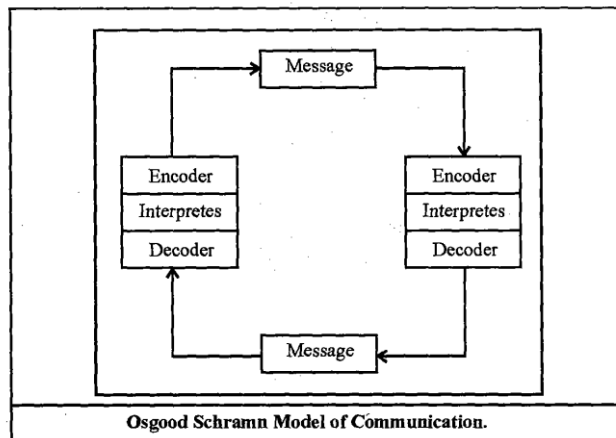 Message
Encoder
Interpretes
Decoder
Encoder
Interpretes
Decoder
Message
Osgood Schramn Model of Communication.